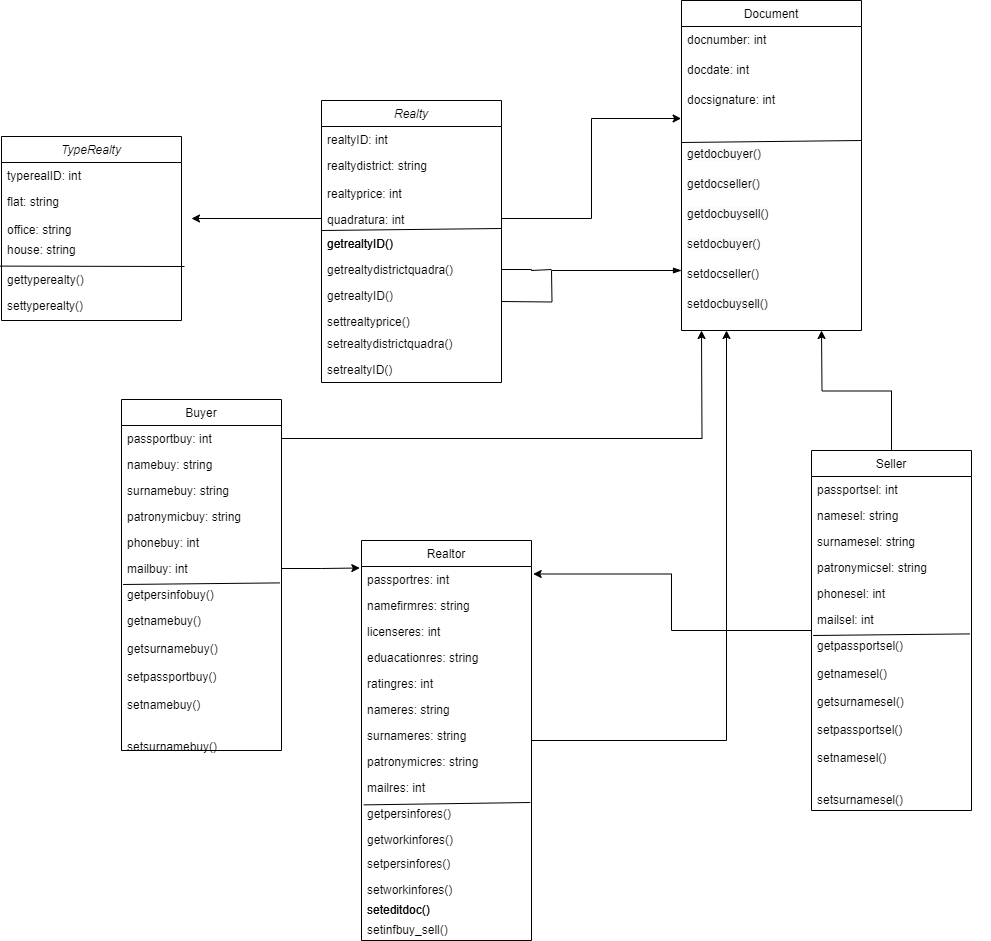 Document
docnumber: int
docdate: int
docsignature: int
getdocbuyer()
getdocseller()
getdocbuysell()
setdocbuyer()
setdocseller()
setdocbuysell()
Realty
realtyID: int
realtydistrict: string
realtyprice: int
quadratura: int
getrealtyID()
getrealtydistrictquadra()
getrealtyID()
settrealtyprice()
setrealtydistrictquadra()
setrealtyID()
TypeRealty
typerealID: int
flat: string
office: string
house: string
gettyperealty()
settyperealty()
Buyer
passportbuy: int
namebuy: string
surnamebuy: string
patronymicbuy: string
phonebuy: int
mailbuy: int
getpersinfobuy()
getnamebuy()
getsurnamebuy()
setpassportbuy()
setnamebuy()
setsurnamebuy()
Realtor
passportres: int
namefirmres: string
licenseres: int
eduacationres: string
ratingres: int
nameres: string
surnameres: string
patronymicres: string
mailres: int
getpersinfores()
getworkinfores()
setpersinfores()
setworkinfores()
seteditdoc()
setinfbuy_sell()
Seller
passportsel: int
namesel: string
surnamesel: string
patronymicsel: string
phonesel: int
mailsel: int
getpassportsel()
getnamesel()
getsurnamesel()
setpassportsel()
setnamesel()
setsurnamesel()